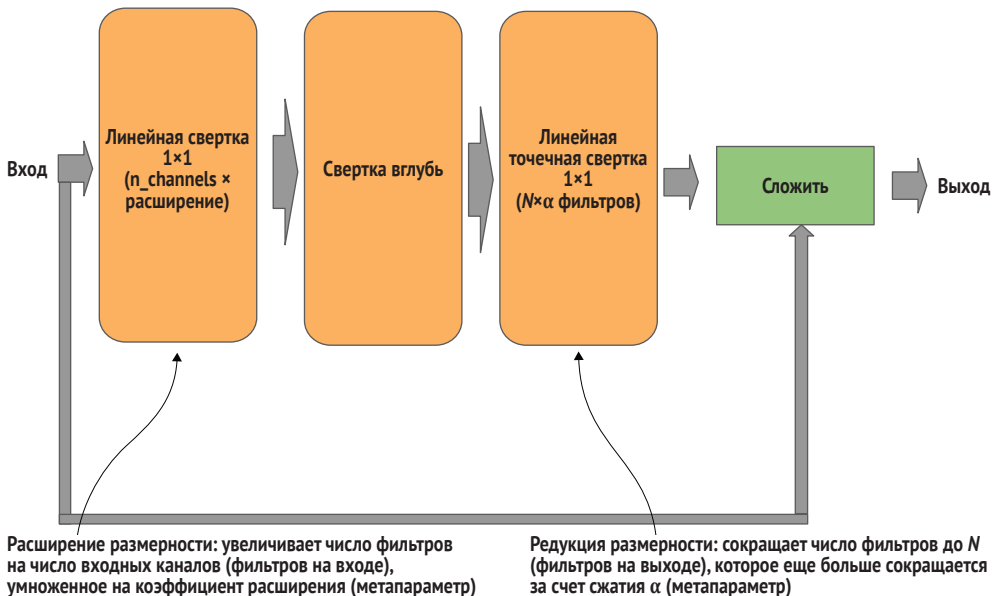 Вход
Линейная свертка
1×1
(n_channels ×
расширение)
Свертка вглубь
Линейная
точечная свертка
1×1
(N×α фильтров)
Сложить
Выход
Расширение размерности: увеличивает число фильтров
на число входных каналов (фильтров на входе),
умноженное на коэффициент расширения (метапараметр)
Редукция размерности: сокращает число фильтров до N
(фильтров на выходе), которое еще больше сокращается
за счет сжатия α (метапараметр)